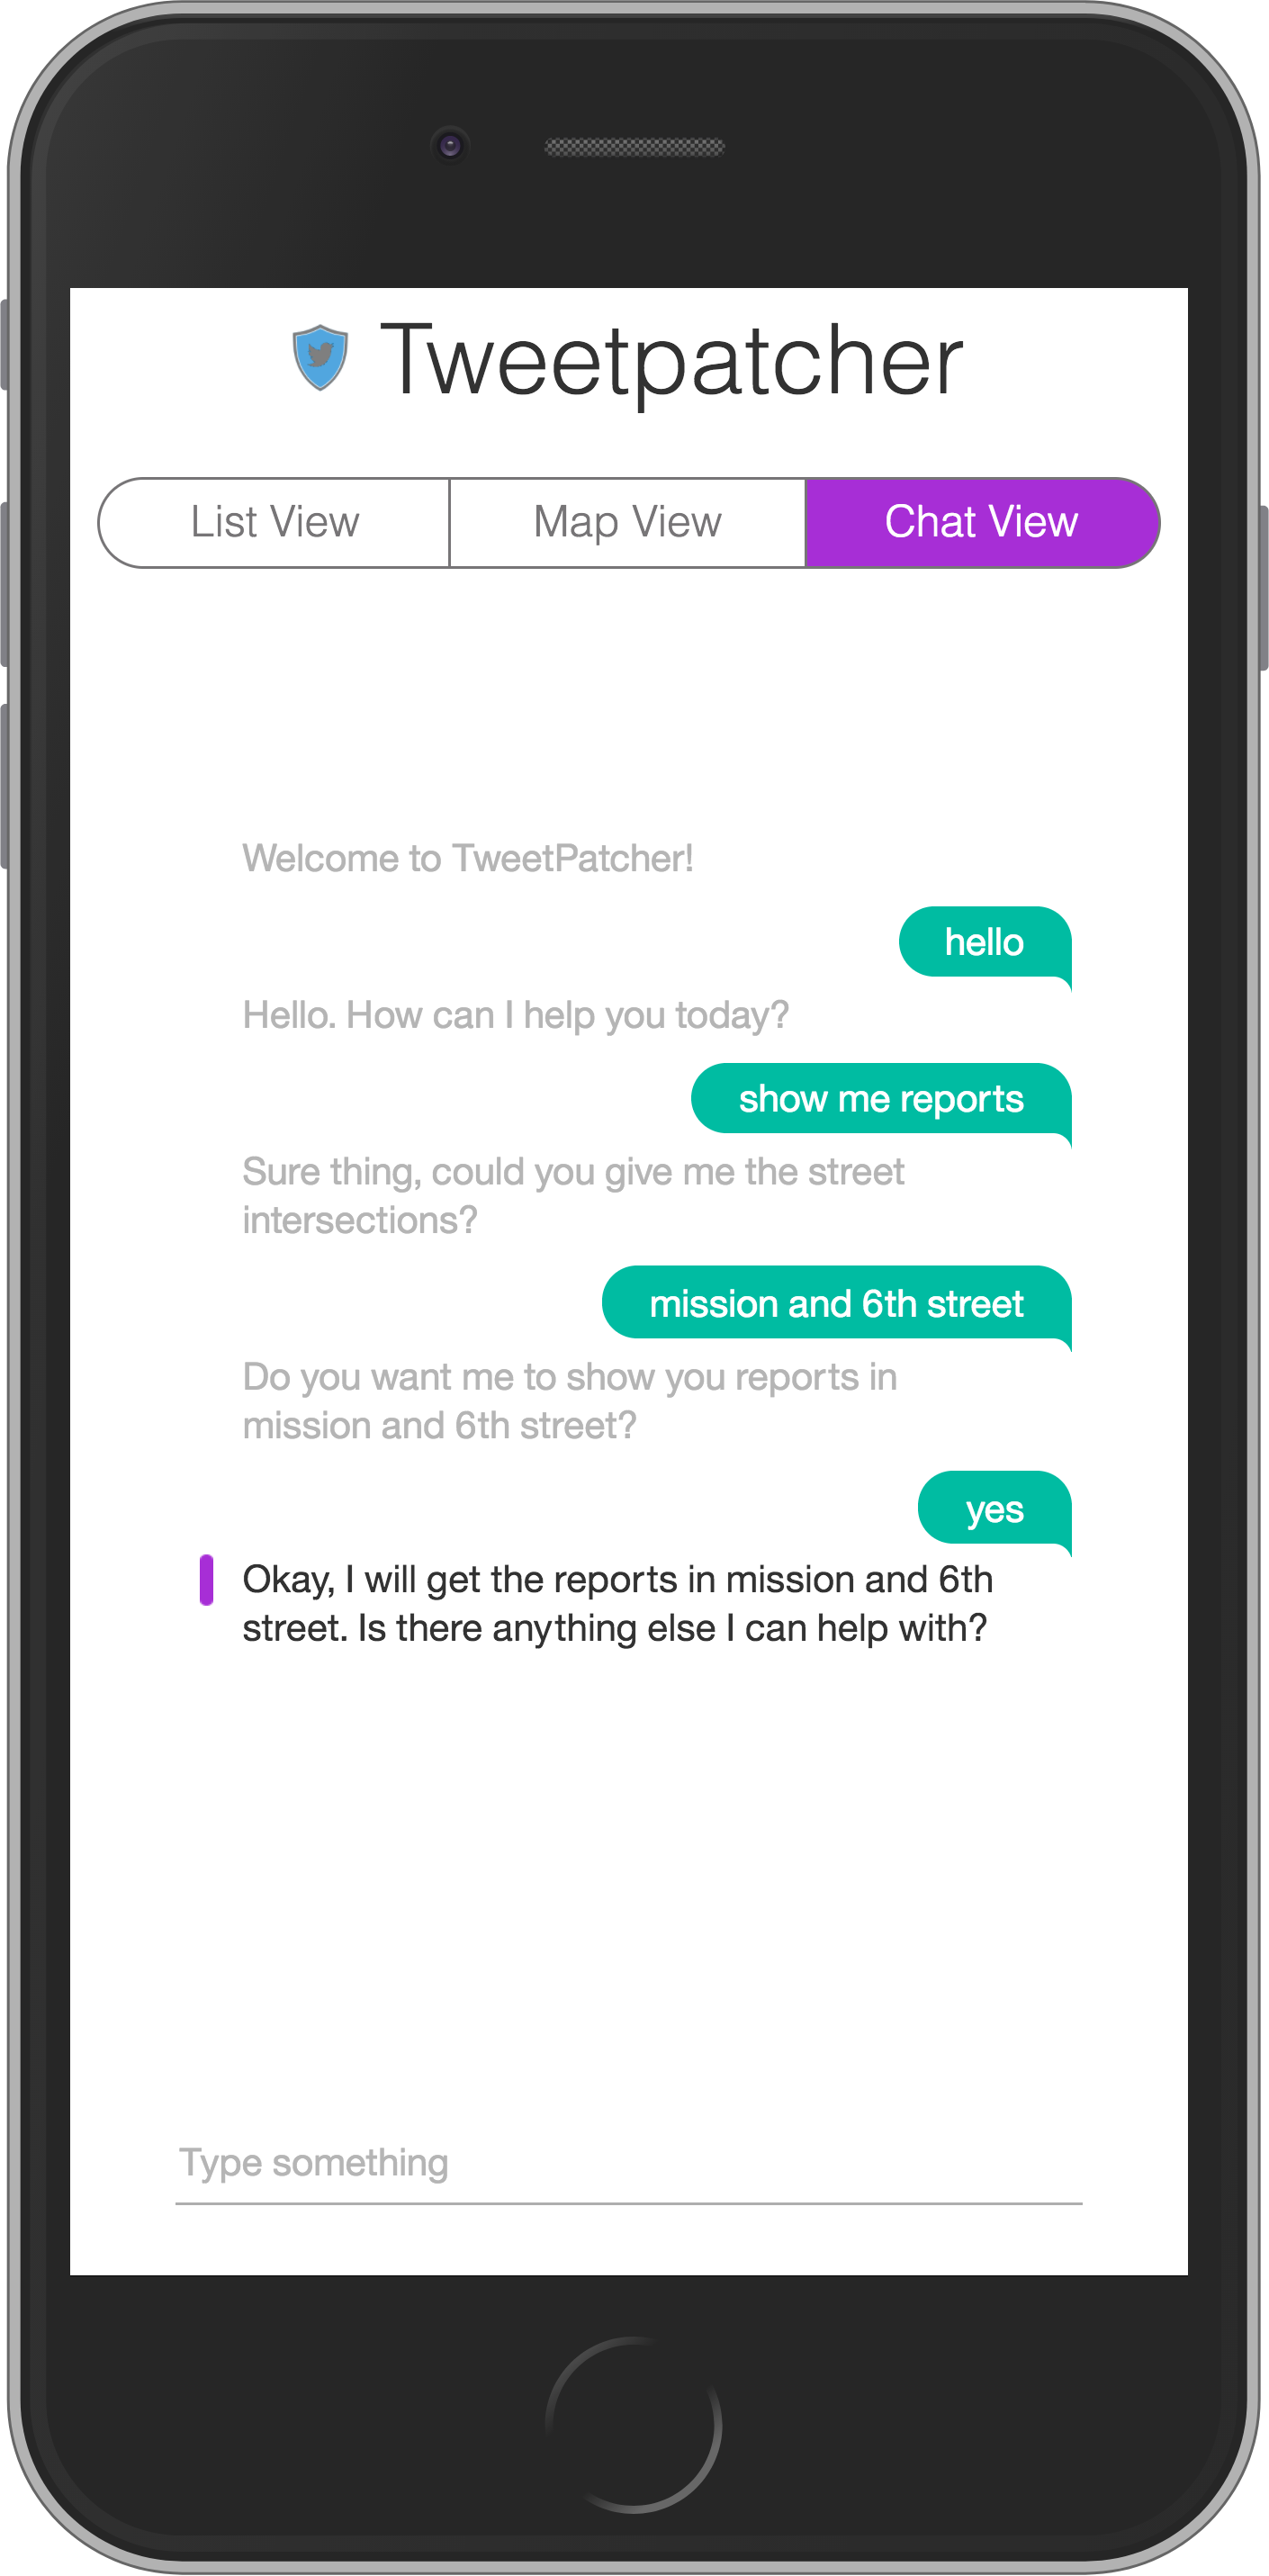 Tweetpatcher
List View
Map View
Chat View
Welcome to TweetPatcher!
hello
Hello. How can I help you today?
show me reports
Sure thing, could you give me the street
intersections?
mission and 6th street
Do you want me to show you reports in
mission and 6th street?
yes
Okay, I will get the reports in mission and 6th
street. Is there anything else I can help with?
Type something